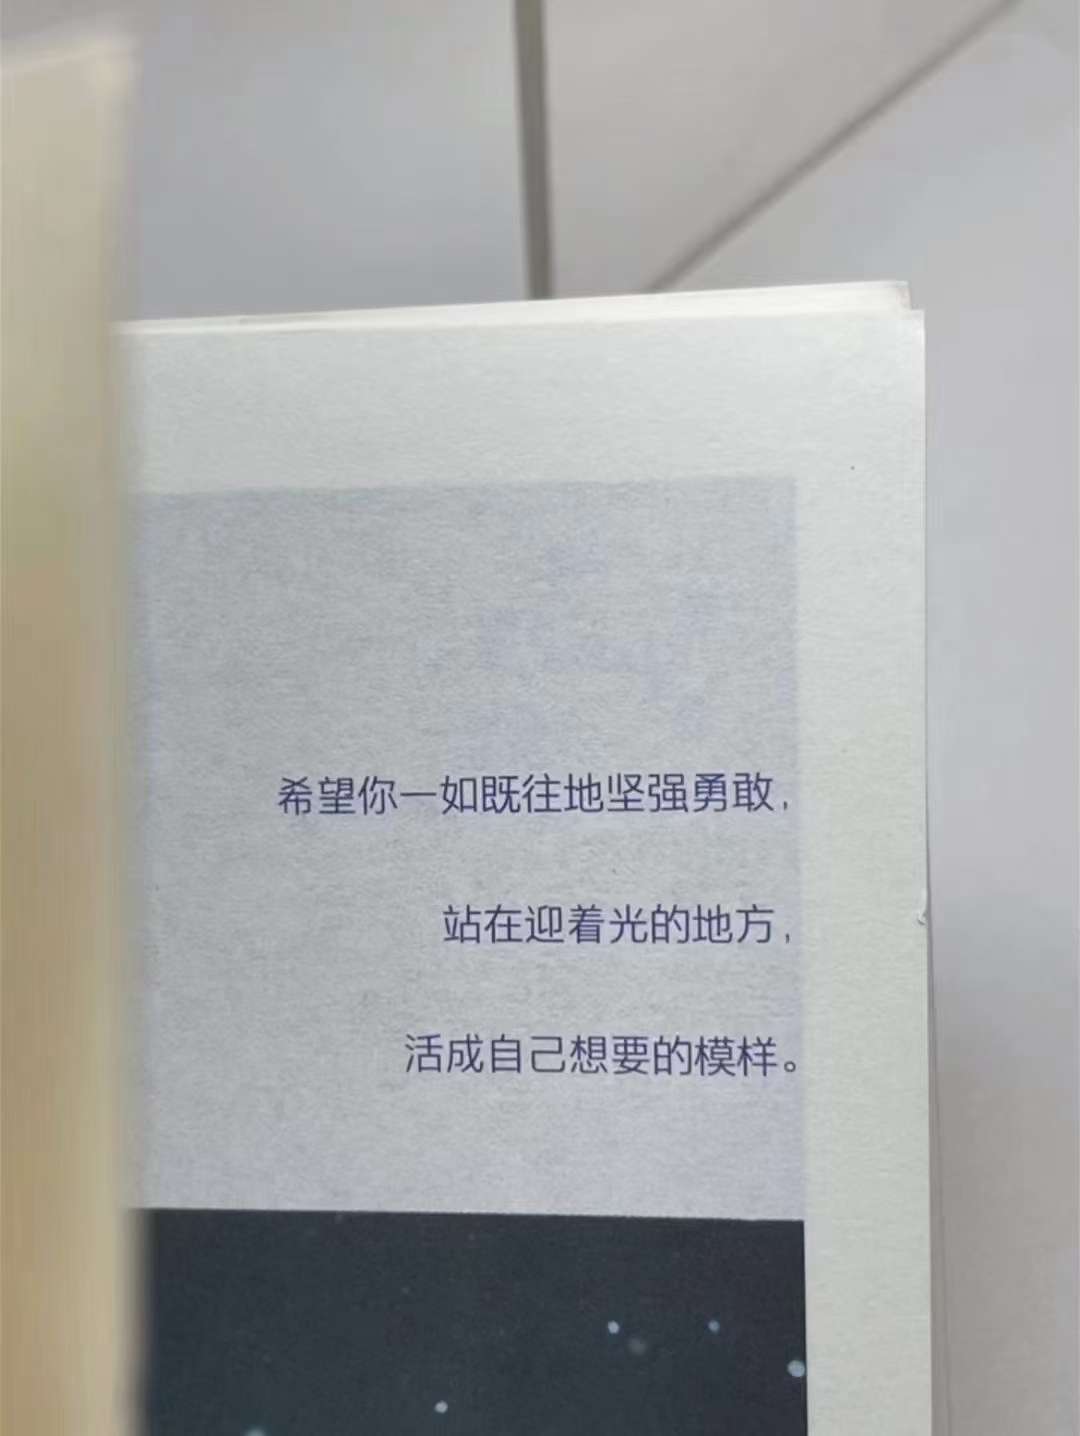 希望你一如既往地坚强勇敢，
站在迎着光的地方，
活成自己想要的模样。